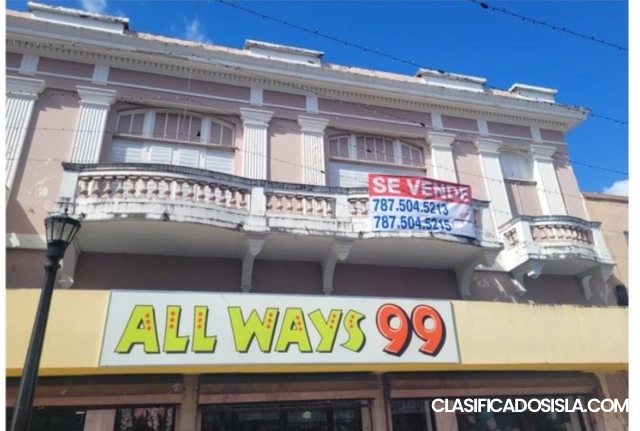 SE VENDE
787.504.5213
787.504.5215
ALL WAYS 99
CLASIFICADOSISLA.COM